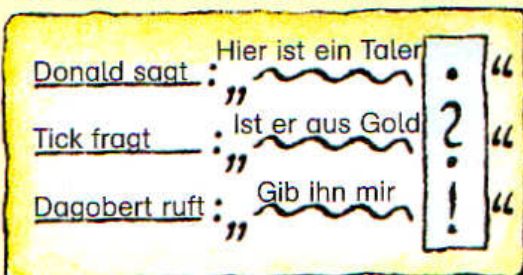 Donald sagt: „Hier ist ein Taler.“
Tick fragt: „Ist er aus Gold?“
Dagobert ruft: „Gib ihn mir!“